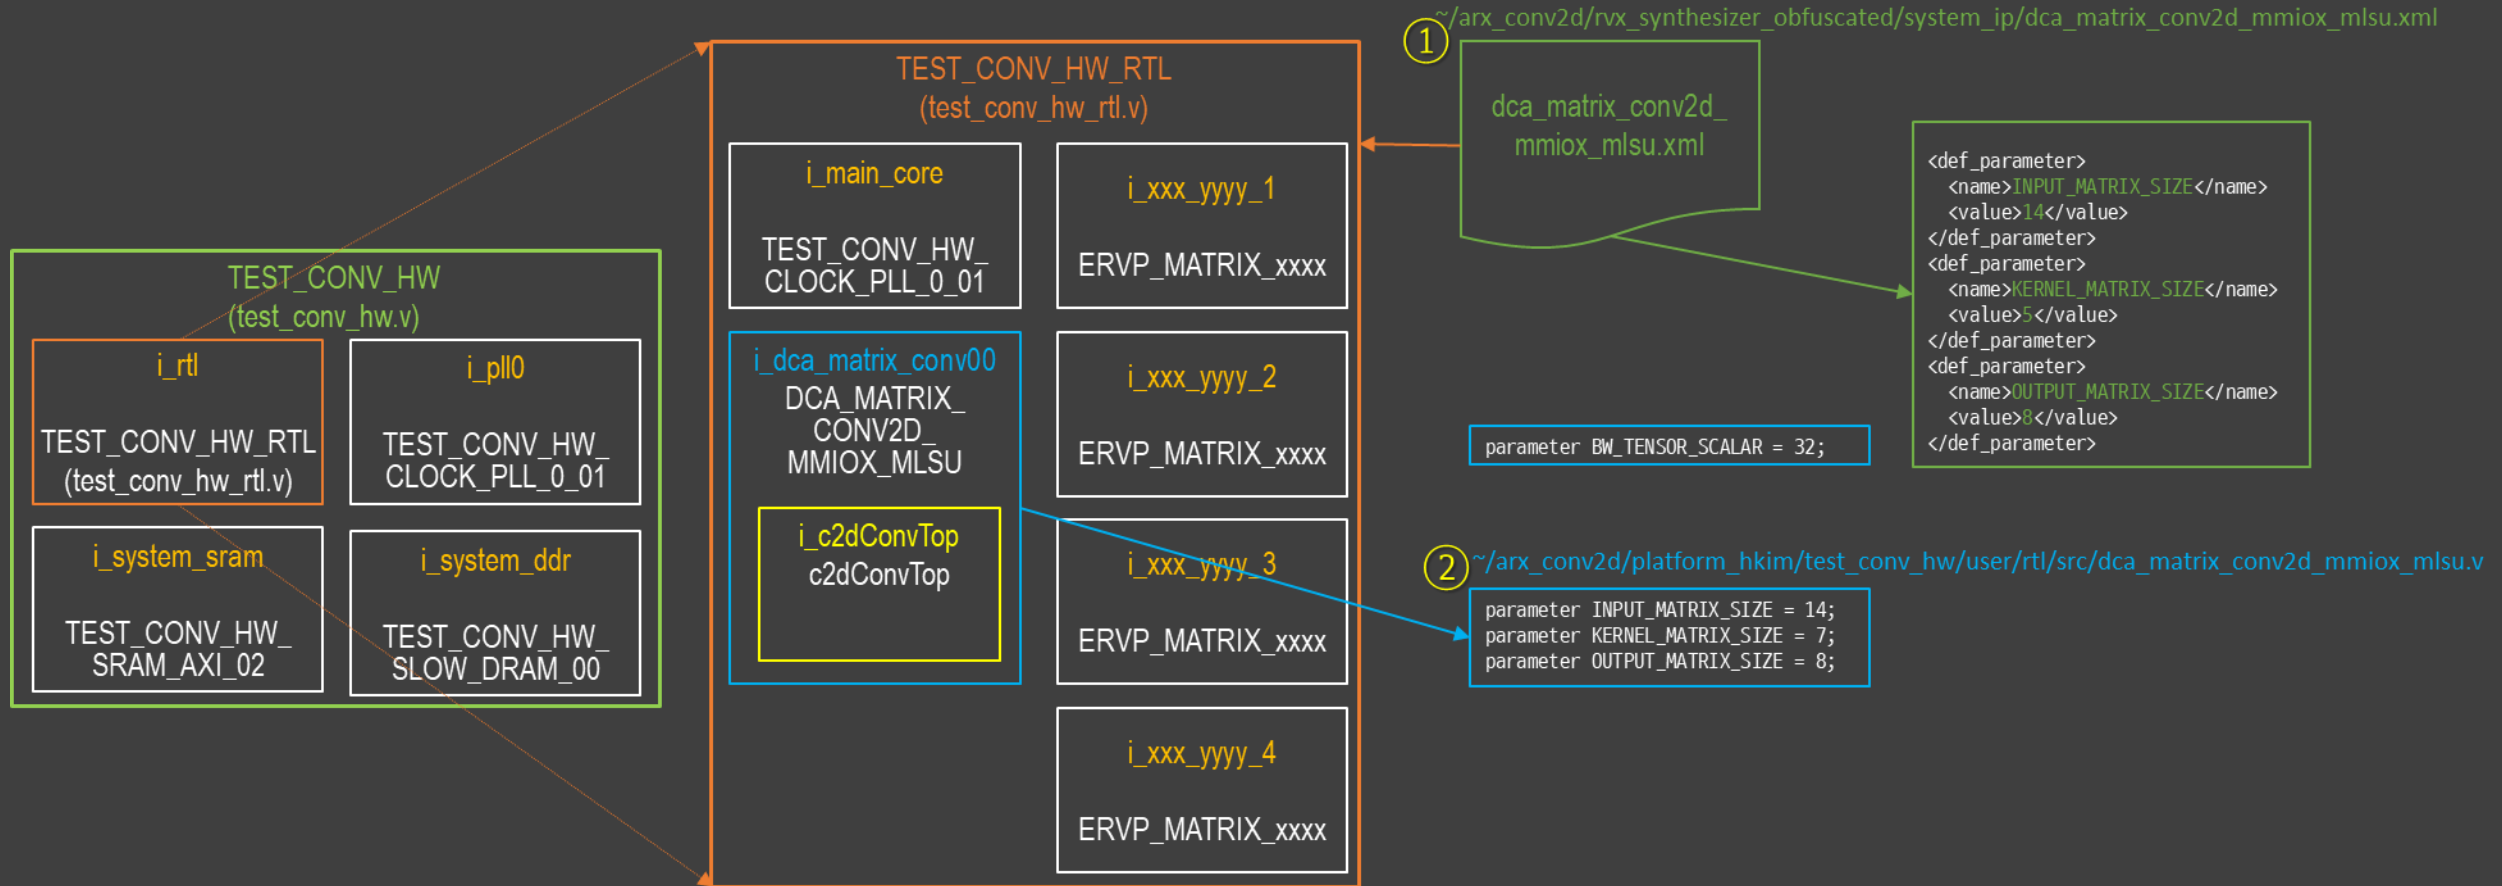 ~/arx_conv2d/rvx_synthesizer_obfuscated/system_ip/dca_matrix_conv2d_mmiox_mlsu.xml
①
TEST_CONV_HW_RTL
(test_conv_hw_rtl.v)
dca_matrix_conv2d_
mmiox_mlsu.xml
<def_parameter>
<name>INPUT_MATRIX_SIZE</name>
<value>14</value>
</def_parameter>
<def_parameter>
<name>KERNEL_MATRIX_SIZE</name>
<value>5</value>
</def_parameter>
<def_parameter>
<name>OUTPUT_MATRIX_SIZE</name>
<value>8</value>
</def_parameter>
i_main_core
TEST_CONV_HW_
CLOCK_PLL_0_01
i_xxx_yyyy_1
ERVP_MATRIX_xxxx
TEST_CONV_HW
(test_conv_hw.v)
i_rtl
TEST_CONV_HW_RTL
(test_conv_hw_rtl.v)
i_pll0
TEST_CONV_HW_
CLOCK_PLL_0_01
i_system_sram
TEST_CONV_HW_
SRAM_AXI_02
i_system_ddr
TEST_CONV_HW_
SLOW_DRAM_00
i_dca_matrix_conv00
DCA_MATRIX_
CONV2D_
MMIOX_MLSU
i_c2dConvTop
c2dConvTop
i_xxx_yyyy_2
ERVP_MATRIX_xxxx
i_xxx_yyyy_3
ERVP_MATRIX_xxxx
i_xxx_yyyy_4
ERVP_MATRIX_xxxx
parameter BW_TENSOR_SCALAR = 32;
②
~/arx_conv2d/platform_hkim/test_conv_hw/user/rtl/src/dca_matrix_conv2d_mmiox_mlsu.v
parameter INPUT_MATRIX_SIZE = 14;
parameter KERNEL_MATRIX_SIZE = 7;
parameter OUTPUT_MATRIX_SIZE = 8;